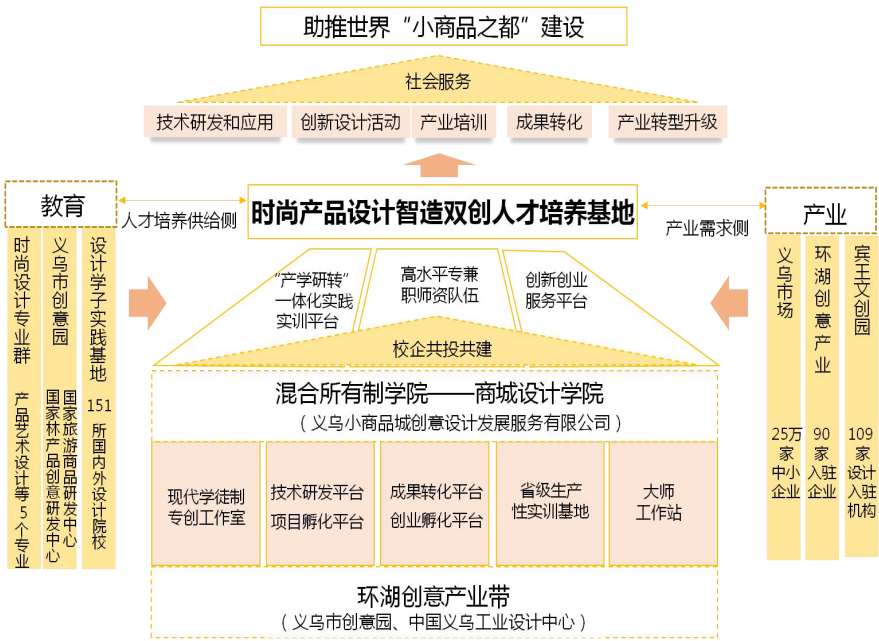 助推世界“小商品之都”建设
社会服务
技术研发和应用
创新设计活动
产业培训
成果转化
产业转型升级
教育
人才培养供给侧
时尚产品设计智造双创人才培养基地
产业需求侧
产业
时尚设计专业群
产品艺术设计等5个专业
义乌市创意园
国家旅游商品研发中心
国家林产品创意研发中心
设计学子实践基地
151
所国内外设计院校
“产学研转”
一体化实践
实训平台
高水平专兼
职师资队伍
创新创业
服务平台
校企共投共建
混合所有制学院——商城设计学院
（义乌小商品城创意设计发展服务有限公司）
现代学徒制
专创工作室
技术研发平台
项目孵化平台
成果转化平台
创业孵化平台
省级生产
性实训基地
大师
工作站
环湖创意产业带
（义乌市创意园、中国义乌工业设计中心）
义乌市场
25万
家
中小
企业
环湖创意产业
90
家
入驻
企业
宾王文创园
109
家
设计
入驻
机构